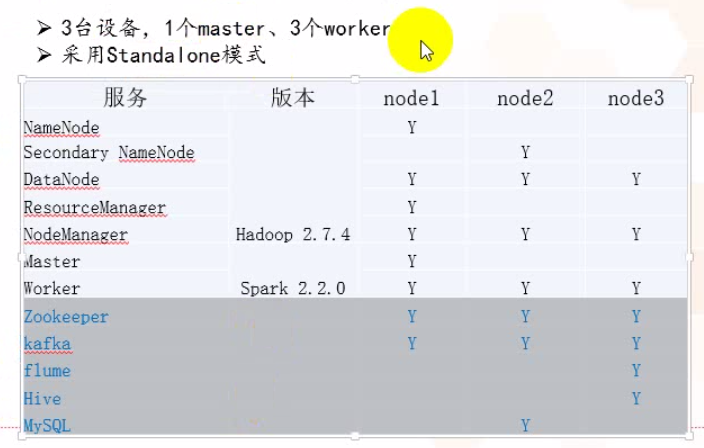 ➢ 3台设备，1个master、3个worker
➢ 采用Standalone模式
服务 版本 node1 node2 node3
NameNode Y
Secondary NameNode Y
DataNode Y Y Y
ResourceManager Y
NodeManager Hadoop 2.7.4 Y Y Y
Master Y
Worker Spark 2.2.0 Y Y Y
Zookeeper Y Y Y
kafka Y Y Y
flume Y
Hive Y
MySQL Y